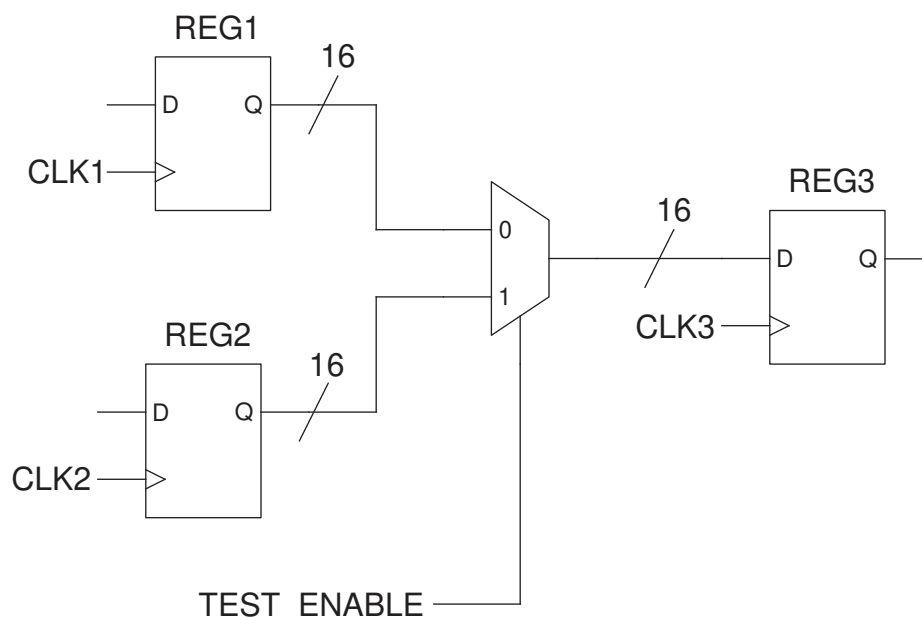 REG1
16
D Q
CLK1
REG3
16
0
D Q
1
CLK3
REG2
16
D Q
CLK2
TEST ENABLE